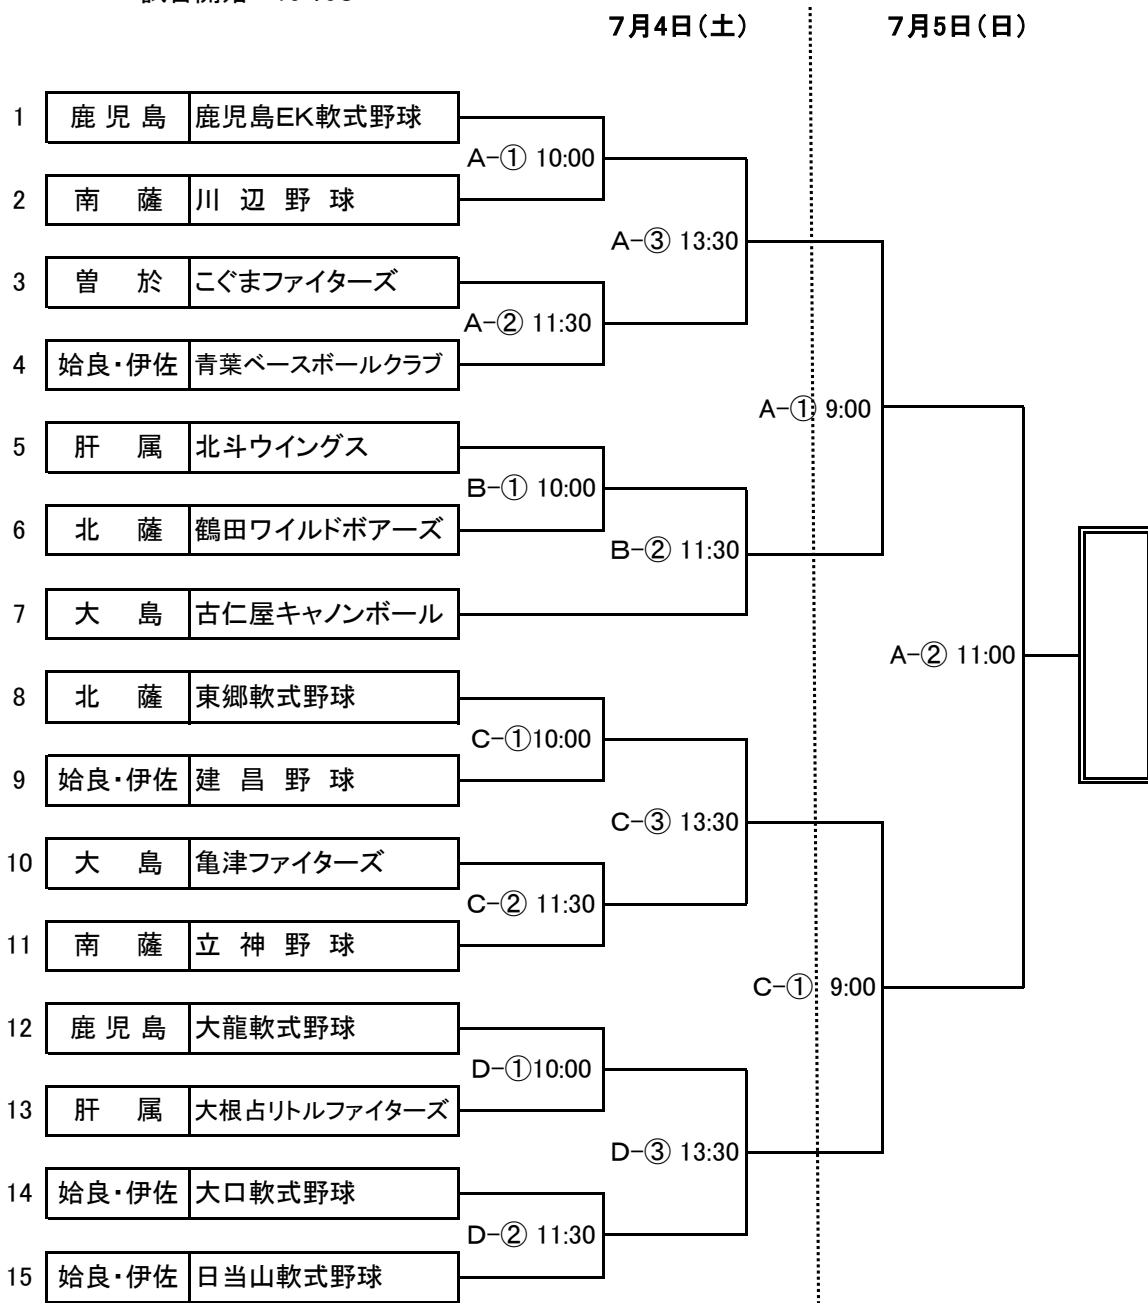 7月4日(土) 7月5日(日)
1 鹿児島 鹿児島EK軟式野球
A-① 10:00
2 南薩 川辺野球
A-③ 13:30
3 曽於 こぐまファイターズ
A-② 11:30
4 姶良・伊佐 青葉ベースボールクラブ
A-① 9:00
5 肝属 北斗ウイングス
B-① 10:00
6 北薩 鶴田ワイルドボアーズ
B-② 11:30
7 大島 古仁屋キャノンボール
A-② 11:00
8 北薩 東郷軟式野球
C-①10:00
9 姶良・伊佐 建昌野球
C-③ 13:30
10 大島 亀津ファイターズ
C-② 11:30
11 南薩 立神野球
C-① 9:00
12 鹿児島 大龍軟式野球
D-①10:00
13 肝属 大根占リトルファイターズ
D-③ 13:30
14 姶良・伊佐 大口軟式野球
D-② 11:30
15 姶良・伊佐 日当山軟式野球